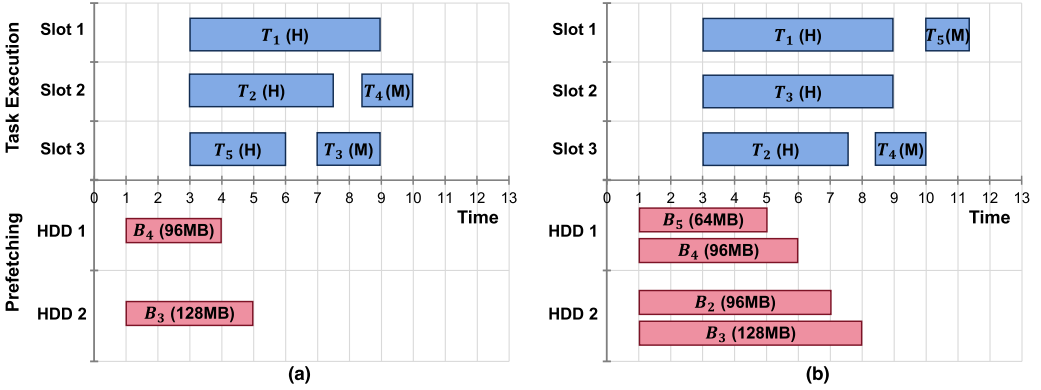 Task Execution
Slot 1
T₁ (H)
Slot 2
T₂ (H)
T₄ (M)
Slot 3
T₅ (H)
T₃ (M)
0 1 2 3 4 5 6 7 8 9 10 11 12 13
Time
Prefetching
HDD 1
B₄ (96MB)
HDD 2
B₃ (128MB)
(a)
Slot 1
T₁ (H)
T₅(M)
Slot 2
T₃ (H)
Slot 3
T₂ (H)
T₄(M)
0 1 2 3 4 5 6 7 8 9 10 11 12 13
Time
HDD 1
B₅ (64MB)
B₄ (96MB)
HDD 2
B₂ (96MB)
B₃ (128MB)
(b)